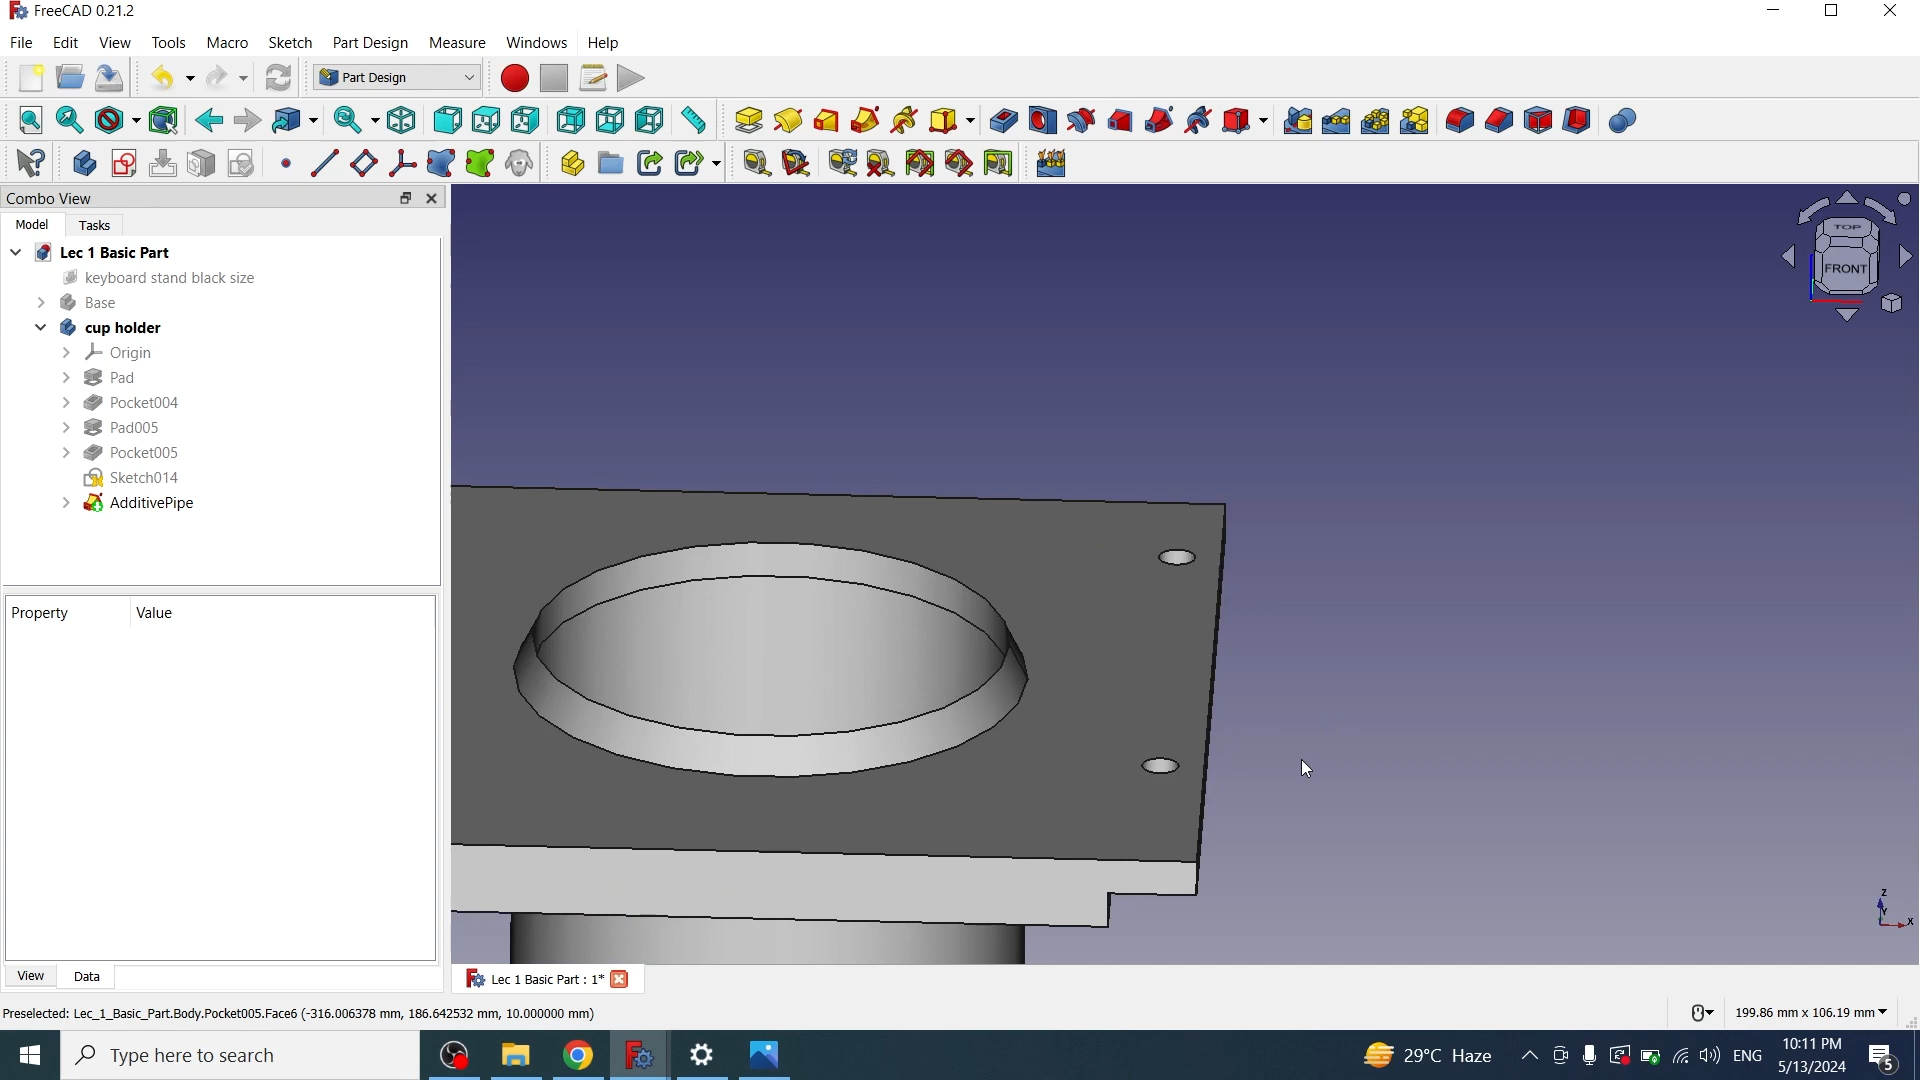 FreeCAD 0.21.2
File Edit View Tools Macro Sketch Part Design Measure Windows Help
Part Design
Combo View
Model Tasks
Lec 1 Basic Part
keyboard stand black size
Base
cup holder
Origin
Pad
Pocket004
Pad005
Pocket005
Sketch014
AdditivePipe
Property Value
View Data
TOP
FRONT
Z
Y
X
Lec 1 Basic Part : 1*
Preselected: Lec_1_Basic_Part.Body.Pocket005.Face6 (-316.006378 mm, 186.642532 mm, 10.000000 mm)
199.86 mm x 106.19 mm
Type here to search
29°C Haze
ENG
10:11 PM
5/13/2024
5